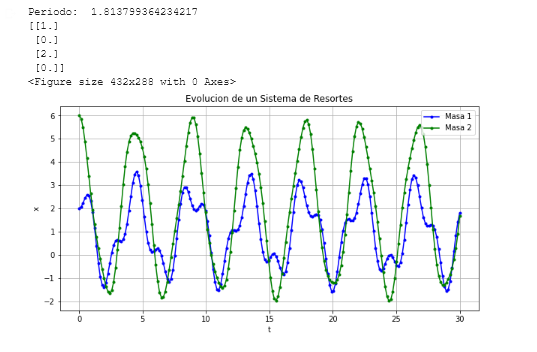 Periodo:  1.813799364234217
[[1.]
 [0.]
 [2.]
 [0.]]
<Figure size 432x288 with 0 Axes>
Evolucion de un Sistema de Resortes
Masa 1
Masa 2
6
5
4
3
2
1
0
−1
−2
x
0 5 10 15 20 25 30
t